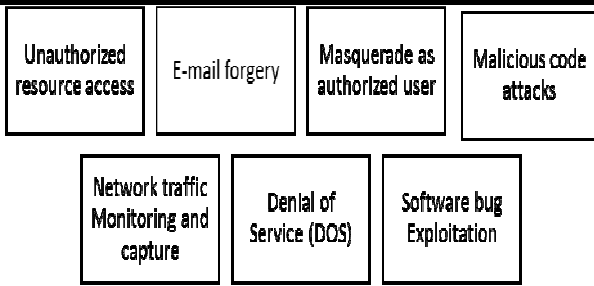 Unauthorized
resource access
E-mail forgery
Masquerade as
authorized user
Malicious code
attacks
Network traffic
Monitoring and
capture
Denial of
Service (DOS)
Software bug
Exploitation